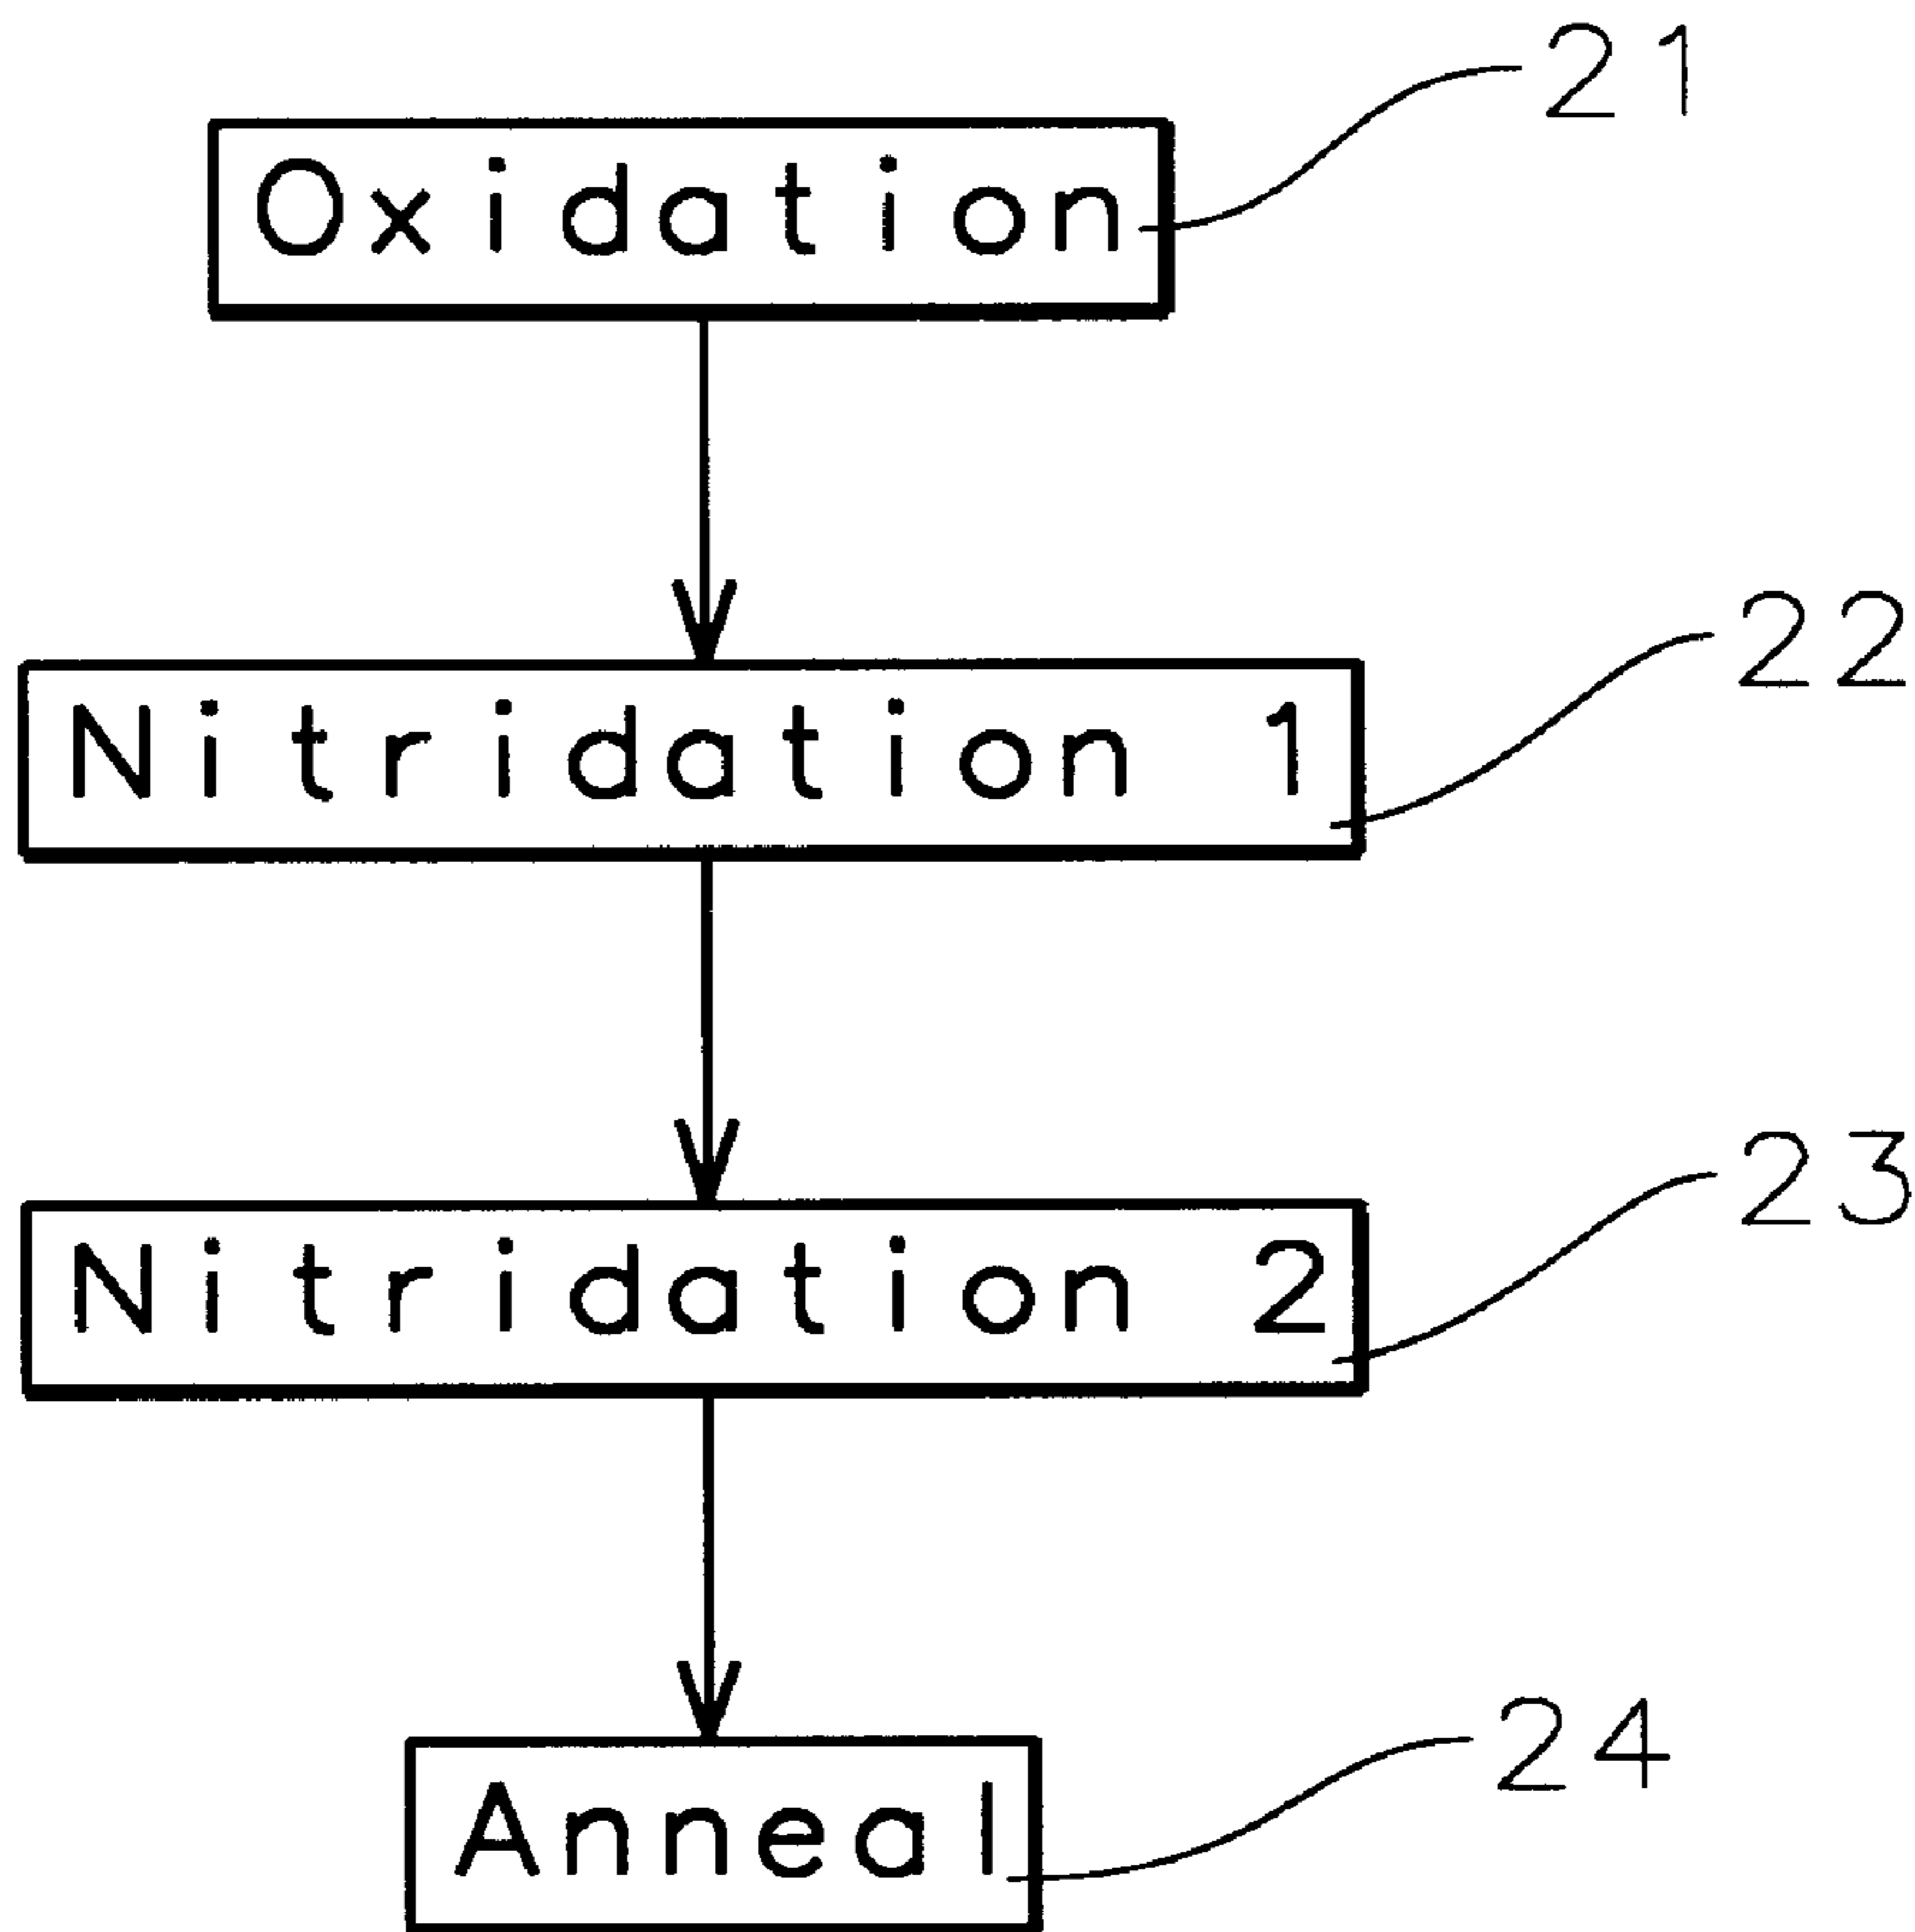 21
Oxidation
22
Nitridation 1
23
Nitridation 2
24
Anneal